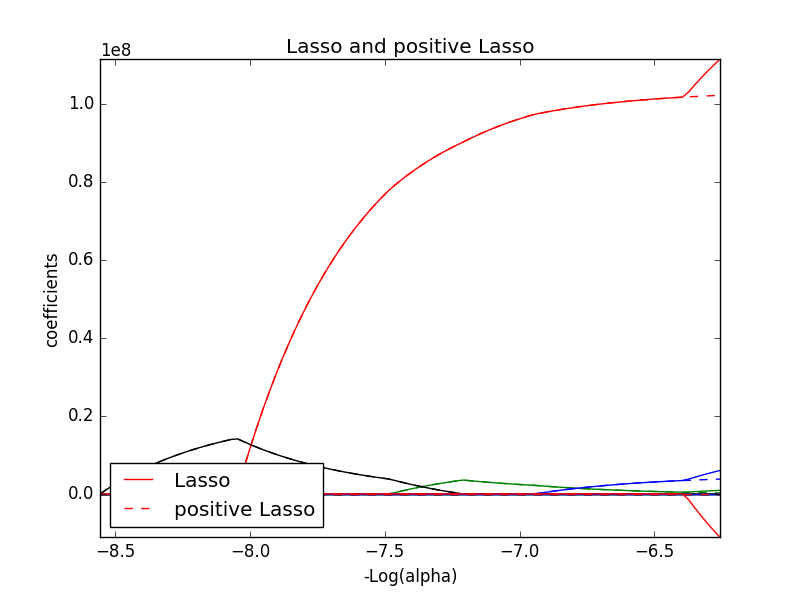 Lasso and positive Lasso
1e8
1.0
0.8
0.6
0.4
0.2
0.0
coefficients
Lasso
positive Lasso
−8.5 −8.0 −7.5 −7.0 −6.5
-Log(alpha)